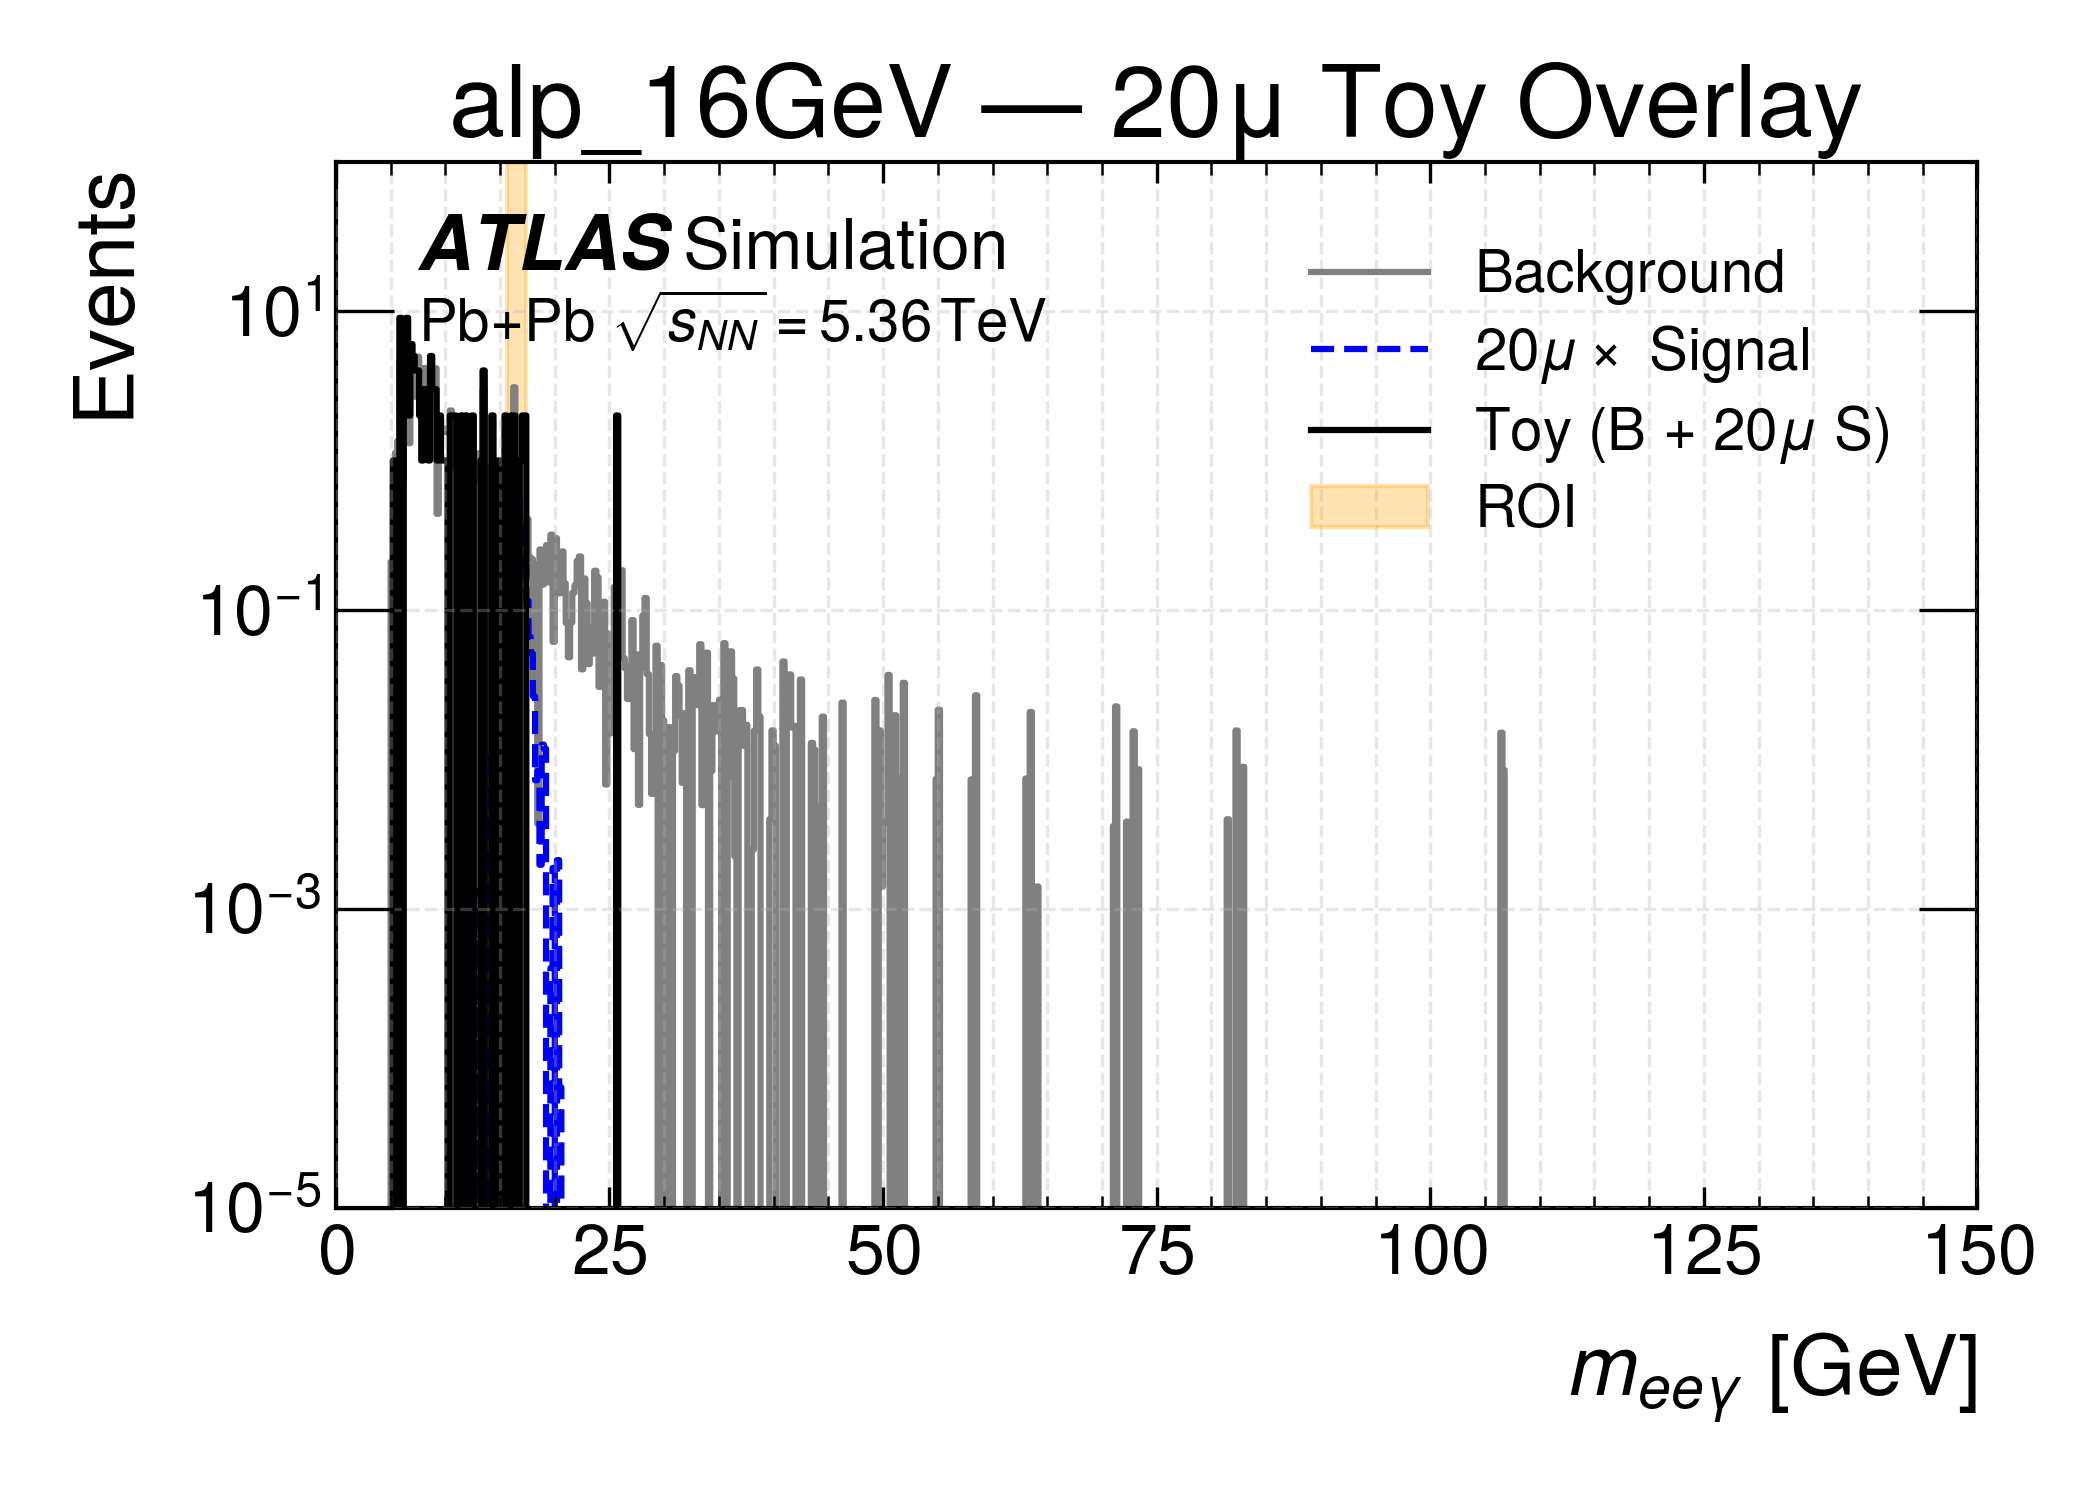 alp_16GeV — 20µ Toy Overlay
Events
ATLAS Simulation
Pb+Pb √s_NN = 5.36 TeV
Background
20µ × Signal
Toy (B + 20µ S)
ROI
10¹
10⁻¹
10⁻³
10⁻⁵
0 25 50 75 100 125 150
m_eeγ [GeV]